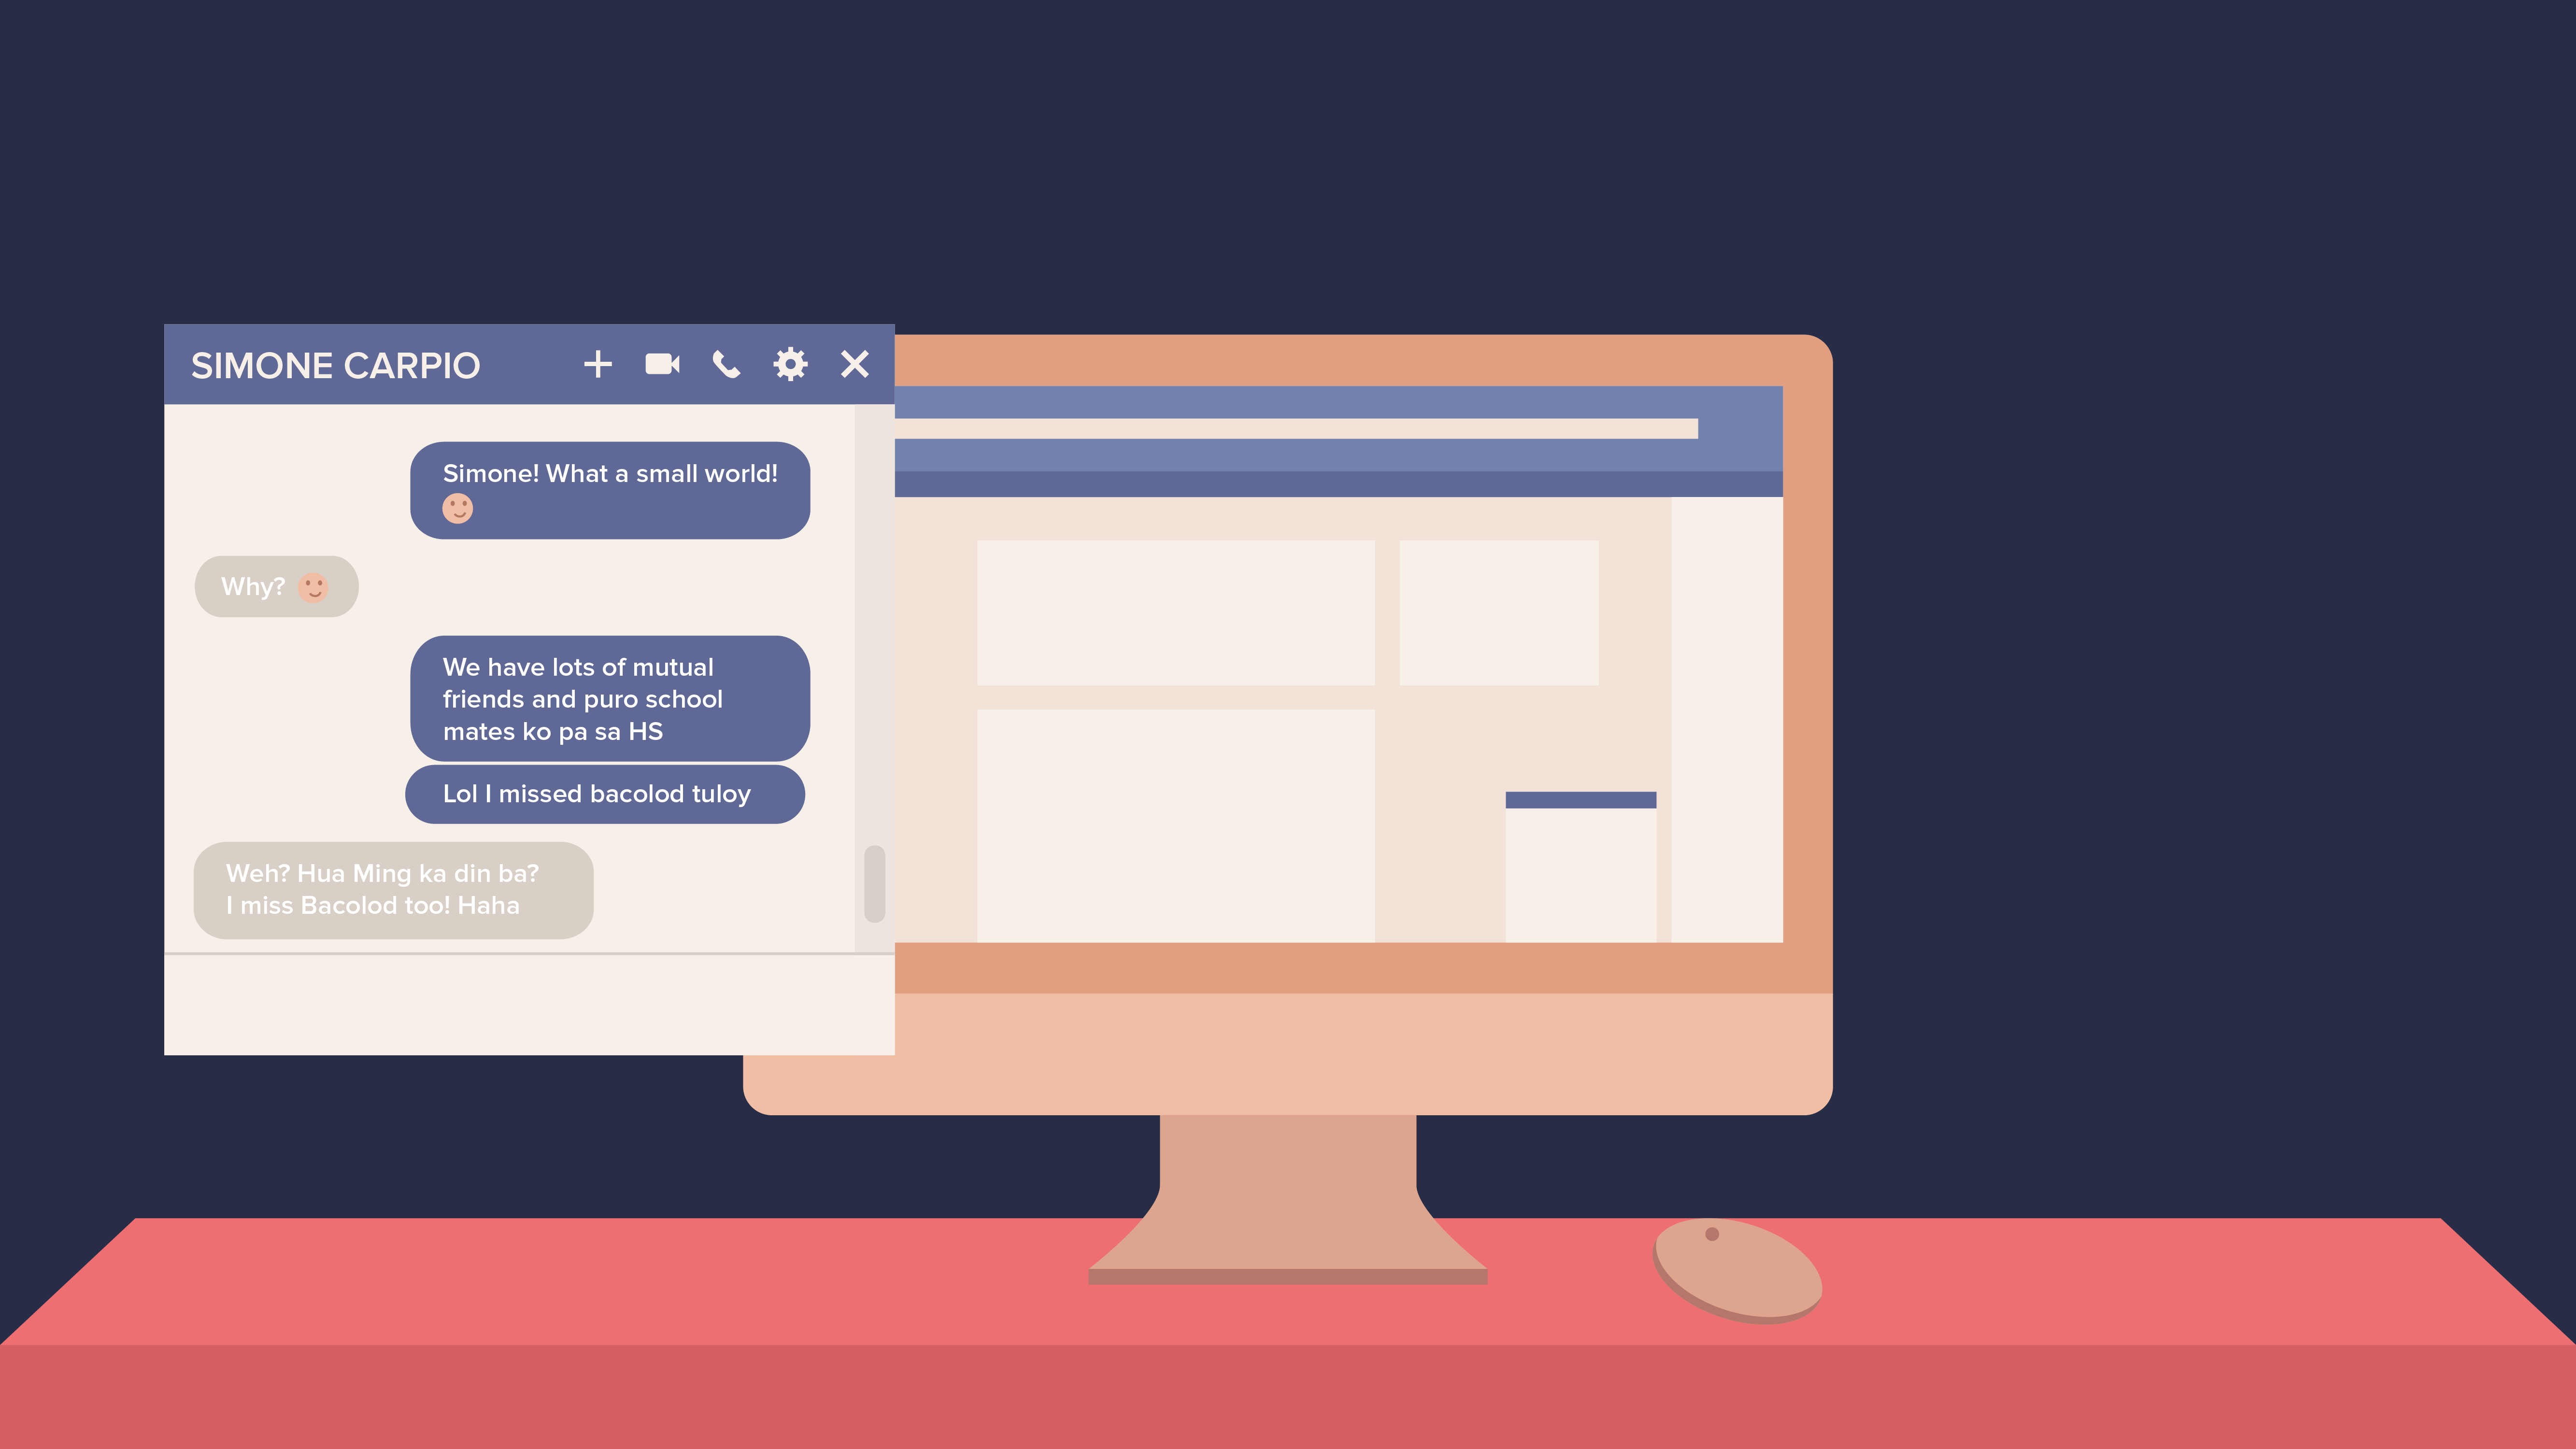 SIMONE CARPIO
Simone! What a small world!
Why?
We have lots of mutual
friends and puro school
mates ko pa sa HS
Lol I missed bacolod tuloy
Weh? Hua Ming ka din ba?
I miss Bacolod too! Haha